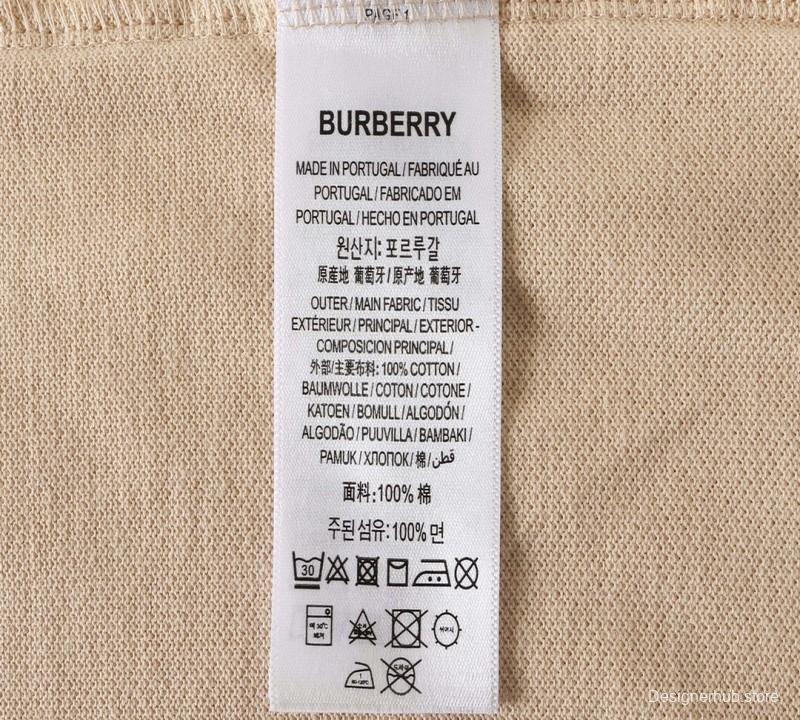 PAGE 1
BURBERRY
MADE IN PORTUGAL / FABRIQUÉ AU
PORTUGAL / FABRICADO EM
PORTUGAL / HECHO EN PORTUGAL
원산지: 포르루갈
原産地 葡萄牙 / 原产地 葡萄牙
OUTER / MAIN FABRIC / TISSU
EXTÉRIEUR / PRINCIPAL / EXTERIOR -
COMPOSICION PRINCIPAL /
外部/主要布料: 100% COTTON /
BAUMWOLLE / COTON / COTONE /
KATOEN / BOMULL / ALGODÓN /
ALGODÃO / PUUVILLA / BAMBAKI /
PAMUK / ХЛОПОК / 棉 / قطن
面料:100% 棉
주된 섬유:100% 면
30
Designerhub.store